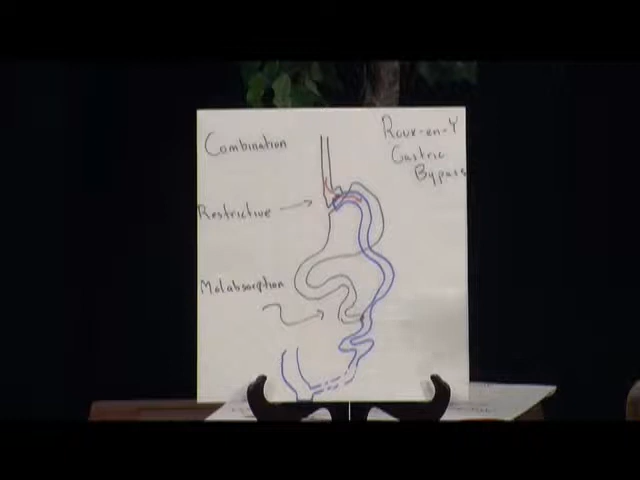 Combination
Roux-en-Y
Gastric
Bypass
Restrictive
Malabsorption